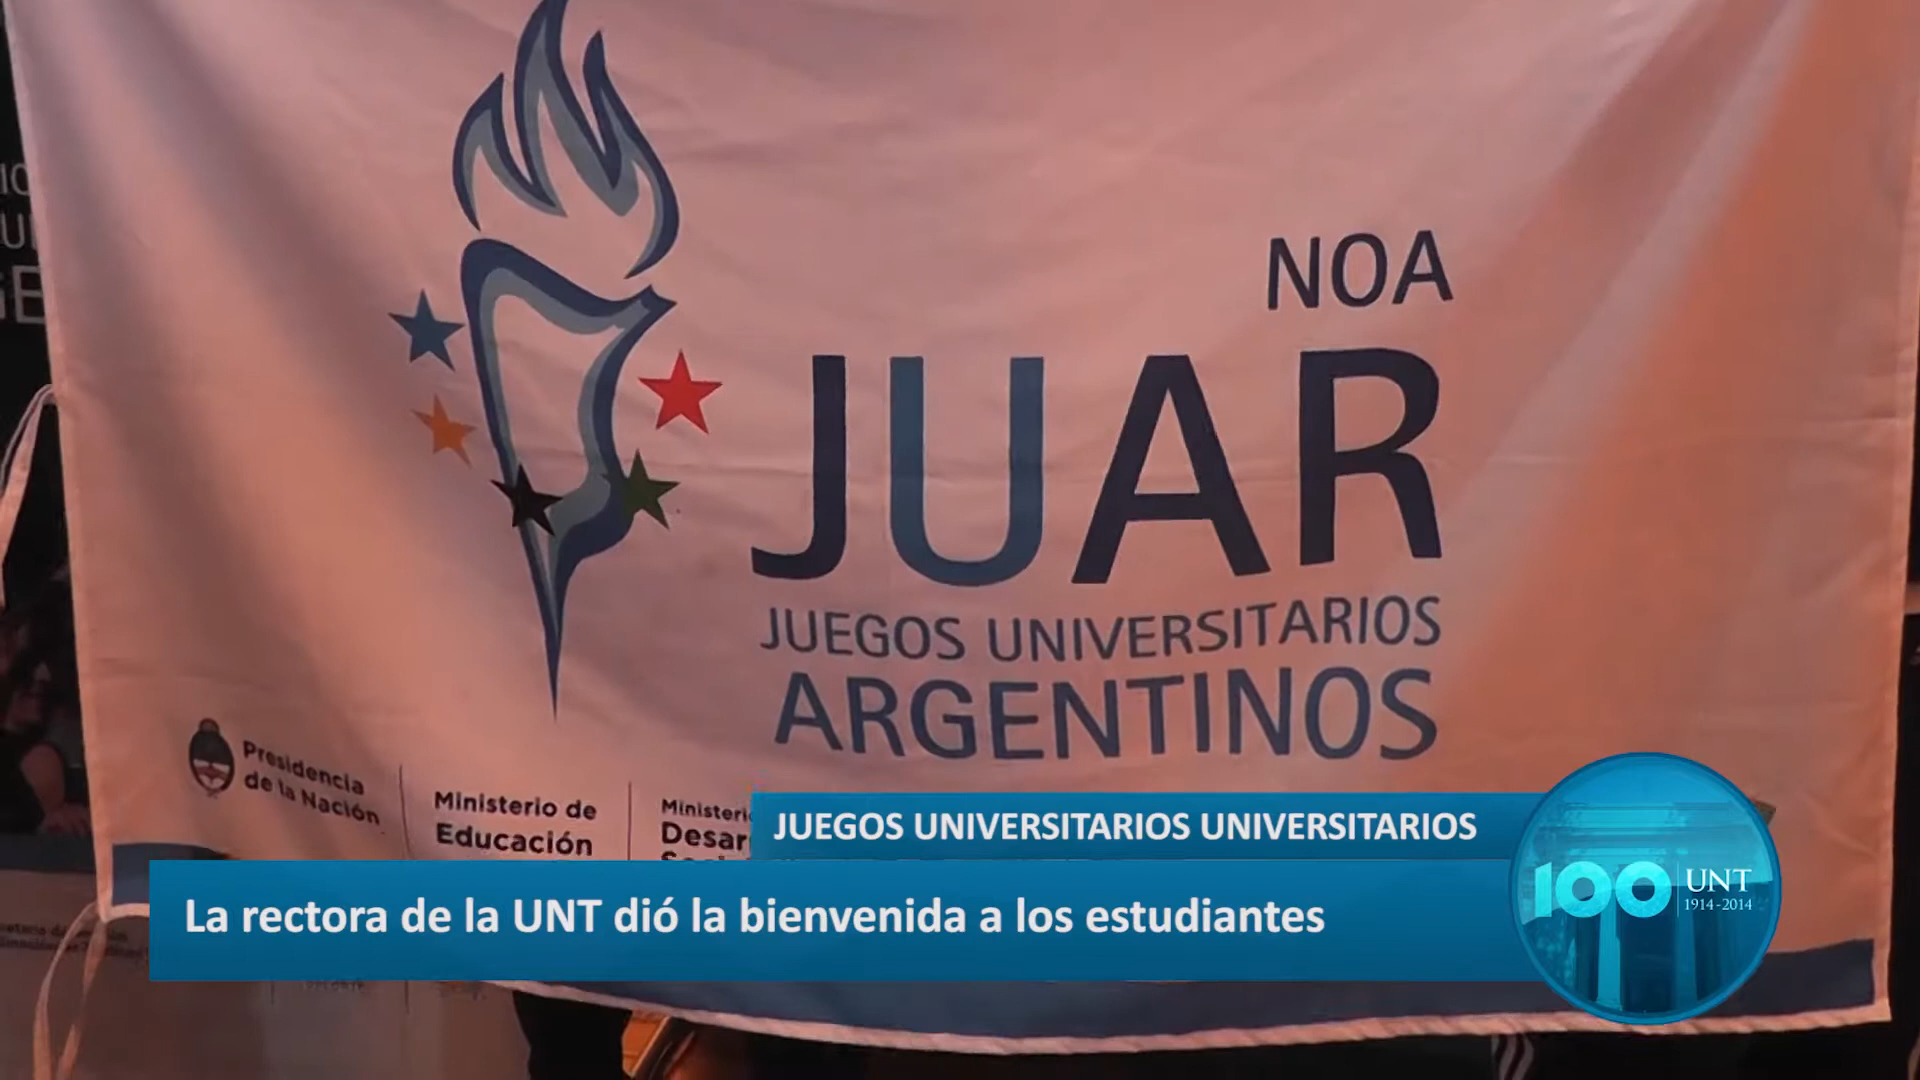 NOA
JUAR
JUEGOS UNIVERSITARIOS
ARGENTINOS
Presidencia
de la Nación
Ministerio de
Educación
JUEGOS UNIVERSITARIOS UNIVERSITARIOS
La rectora de la UNT dió la bienvenida a los estudiantes
100 UNT
1914-2014